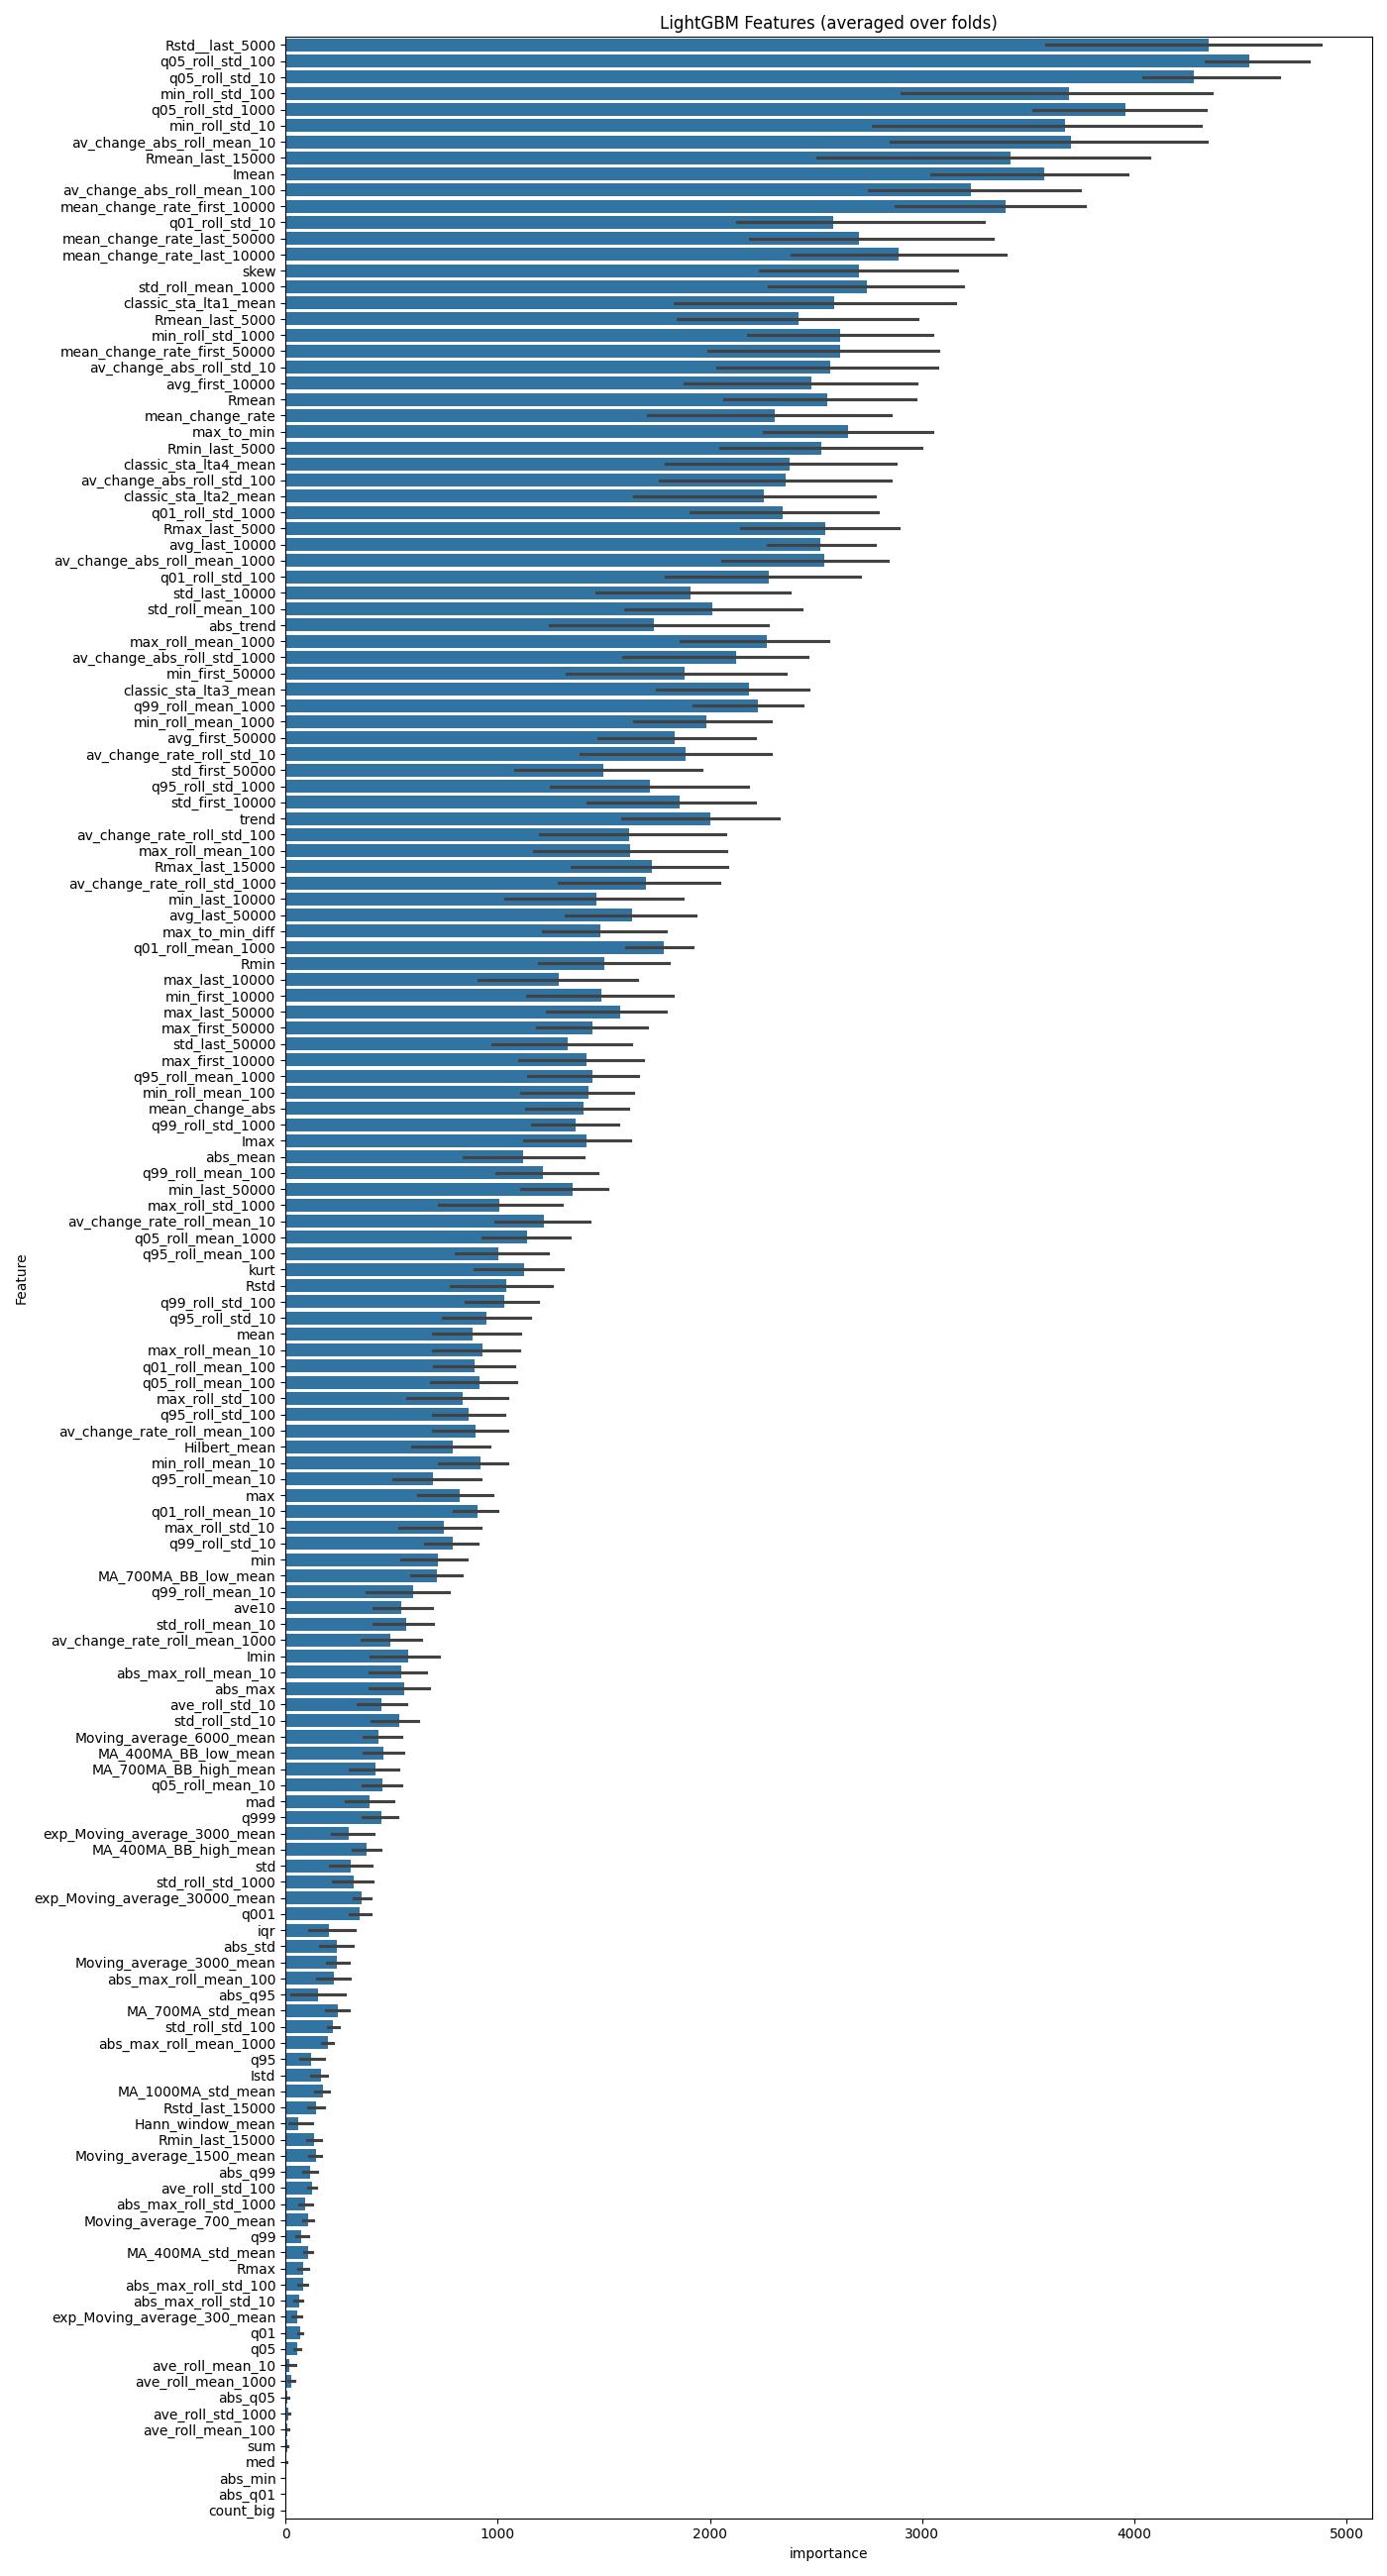 LightGBM Features (averaged over folds)
Rstd__last_5000
q05_roll_std_100
q05_roll_std_10
min_roll_std_100
q05_roll_std_1000
min_roll_std_10
av_change_abs_roll_mean_10
Rmean_last_15000
Imean
av_change_abs_roll_mean_100
mean_change_rate_first_10000
q01_roll_std_10
mean_change_rate_last_50000
mean_change_rate_last_10000
skew
std_roll_mean_1000
classic_sta_lta1_mean
Rmean_last_5000
min_roll_std_1000
mean_change_rate_first_50000
av_change_abs_roll_std_10
avg_first_10000
Rmean
mean_change_rate
max_to_min
Rmin_last_5000
classic_sta_lta4_mean
av_change_abs_roll_std_100
classic_sta_lta2_mean
q01_roll_std_1000
Rmax_last_5000
avg_last_10000
av_change_abs_roll_mean_1000
q01_roll_std_100
std_last_10000
std_roll_mean_100
abs_trend
max_roll_mean_1000
av_change_abs_roll_std_1000
min_first_50000
classic_sta_lta3_mean
q99_roll_mean_1000
min_roll_mean_1000
avg_first_50000
av_change_rate_roll_std_10
std_first_50000
q95_roll_std_1000
std_first_10000
trend
av_change_rate_roll_std_100
max_roll_mean_100
Rmax_last_15000
av_change_rate_roll_std_1000
min_last_10000
avg_last_50000
max_to_min_diff
q01_roll_mean_1000
Rmin
max_last_10000
min_first_10000
max_last_50000
max_first_50000
std_last_50000
max_first_10000
q95_roll_mean_1000
min_roll_mean_100
mean_change_abs
q99_roll_std_1000
Imax
abs_mean
q99_roll_mean_100
min_last_50000
max_roll_std_1000
av_change_rate_roll_mean_10
q05_roll_mean_1000
q95_roll_mean_100
kurt
Rstd
q99_roll_std_100
q95_roll_std_10
mean
max_roll_mean_10
q01_roll_mean_100
q05_roll_mean_100
max_roll_std_100
q95_roll_std_100
av_change_rate_roll_mean_100
Hilbert_mean
min_roll_mean_10
q95_roll_mean_10
max
q01_roll_mean_10
max_roll_std_10
q99_roll_std_10
min
MA_700MA_BB_low_mean
q99_roll_mean_10
ave10
std_roll_mean_10
av_change_rate_roll_mean_1000
Imin
abs_max_roll_mean_10
abs_max
ave_roll_std_10
std_roll_std_10
Moving_average_6000_mean
MA_400MA_BB_low_mean
MA_700MA_BB_high_mean
q05_roll_mean_10
mad
q999
exp_Moving_average_3000_mean
MA_400MA_BB_high_mean
std
std_roll_std_1000
exp_Moving_average_30000_mean
q001
iqr
abs_std
Moving_average_3000_mean
abs_max_roll_mean_100
abs_q95
MA_700MA_std_mean
std_roll_std_100
abs_max_roll_mean_1000
q95
Istd
MA_1000MA_std_mean
Rstd_last_15000
Hann_window_mean
Rmin_last_15000
Moving_average_1500_mean
abs_q99
ave_roll_std_100
abs_max_roll_std_1000
Moving_average_700_mean
q99
MA_400MA_std_mean
Rmax
abs_max_roll_std_100
abs_max_roll_std_10
exp_Moving_average_300_mean
q01
q05
ave_roll_mean_10
ave_roll_mean_1000
abs_q05
ave_roll_std_1000
ave_roll_mean_100
sum
med
abs_min
abs_q01
count_big
Feature
0 1000 2000 3000 4000 5000
importance